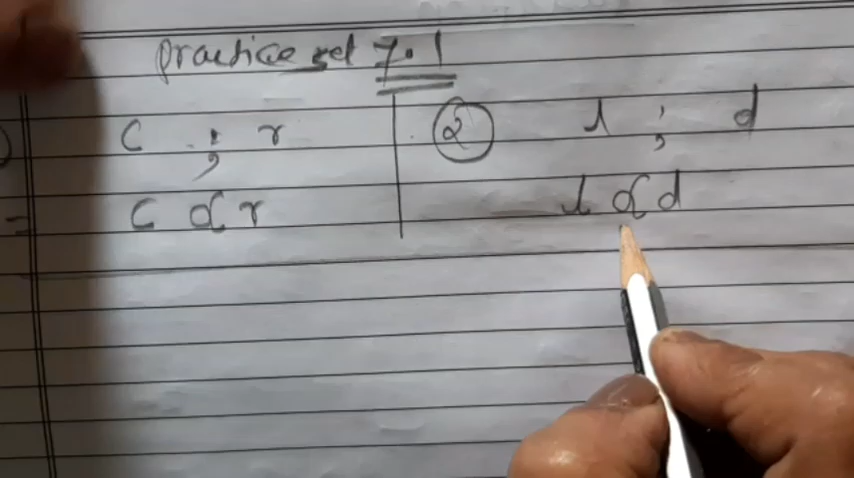 Practice set 7.1
c ; r
c ∝ r
② l ; d
l ∝ d